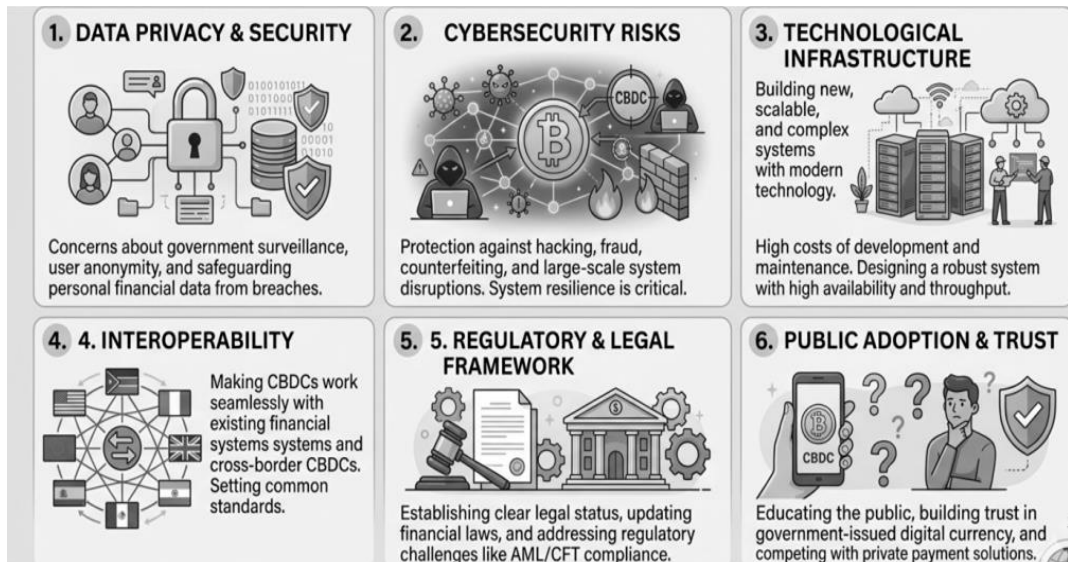 1. DATA PRIVACY & SECURITY
0100101011
0101000
01011111
10
00001
01010
Concerns about government surveillance,
user anonymity, and safeguarding
personal financial data from breaches.
2. CYBERSECURITY RISKS
CBDC
Protection against hacking, fraud,
counterfeiting, and large-scale system
disruptions. System resilience is critical.
3. TECHNOLOGICAL
INFRASTRUCTURE
Building new,
scalable,
and complex
systems
with modern
technology.
High costs of development and
maintenance. Designing a robust system
with high availability and throughput.
4. 4. INTEROPERABILITY
Making CBDCs work
seamlessly with
existing financial
systems systems and
cross-border CBDCs.
Setting common
standards.
5. 5. REGULATORY & LEGAL
FRAMEWORK
Establishing clear legal status, updating
financial laws, and addressing regulatory
challenges like AML/CFT compliance.
6. PUBLIC ADOPTION & TRUST
CBDC
Educating the public, building trust in
government-issued digital currency, and
competing with private payment solutions.